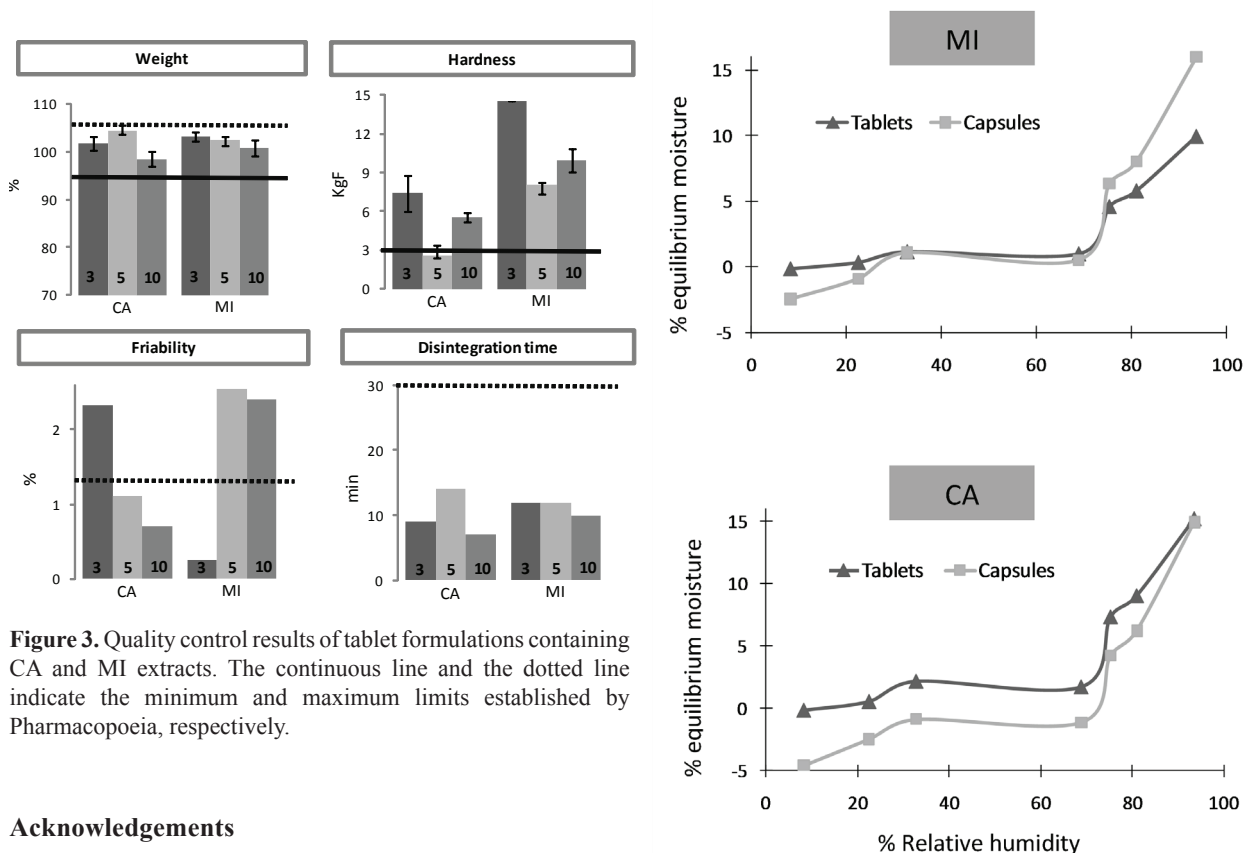 Weight
110
100
90
80
70
%
3 5 10 3 5 10
CA MI
Hardness
15
12
9
6
3
0
KgF
3 5 10 3 5 10
CA MI
Friability
2
1
0
%
3 5 10 3 5 10
CA MI
Disintegration time
30
20
10
0
min
3 5 10 3 5 10
CA MI
Figure 3. Quality control results of tablet formulations containing
CA and MI extracts. The continuous line and the dotted line
indicate the minimum and maximum limits established by
Pharmacopoeia, respectively.
Acknowledgements
MI
Tablets Capsules
% equilibrium moisture
15
10
5
0
-5
0 20 40 60 80 100
CA
Tablets Capsules
% equilibrium moisture
15
10
5
0
-5
0 20 40 60 80 100
% Relative humidity